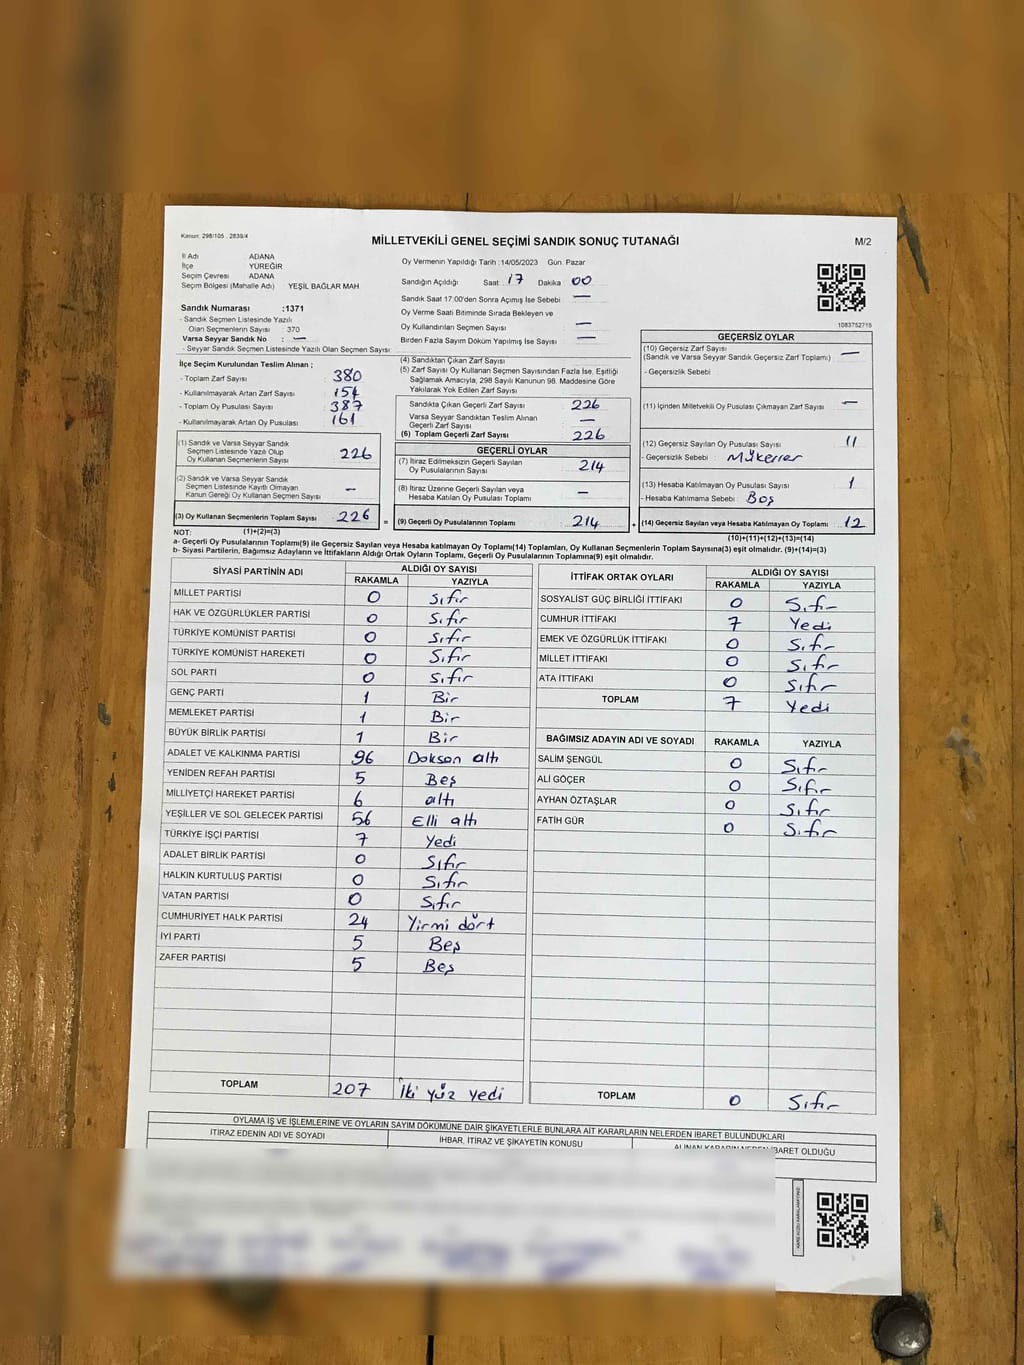 Kanun: 298/105 , 2839/4
MİLLETVEKİLİ GENEL SEÇİMİ SANDIK SONUÇ TUTANAĞI
M/2
İl Adı ADANA
İlçe YÜREĞİR
Seçim Çevresi ADANA
Seçim Bölgesi (Mahalle Adı) YEŞİL BAĞLAR MAH
Sandık Numarası :1371
- Sandık Seçmen Listesinde Yazılı
Olan Seçmenlerin Sayısı : 370
Varsa Seyyar Sandık No : —
- Seyyar Sandık Seçmen Listesinde Yazılı Olan Seçmen Sayısı
Oy Vermenin Yapıldığı Tarih :14/05/2023 Gün: Pazar
Sandığın Açıldığı Saat : 17 Dakika 00
Sandık Saat 17:00'den Sonra Açımış İse Sebebi —
Oy Verme Saati Bitiminde Sırada Bekleyen ve
Oy Kullandırılan Seçmen Sayısı : —
Birden Fazla Sayım Döküm Yapılmış İse Sayısı : —
1083752715
İlçe Seçim Kurulundan Teslim Alınan ;
- Toplam Zarf Sayısı : 380
- Kullanılmayarak Artan Zarf Sayısı : 154
- Toplam Oy Pusulası Sayısı : 387
- Kullanılmayarak Artan Oy Pusulası : 161
(1) Sandık ve Varsa Seyyar Sandık
Seçmen Listesinde Yazılı Olup
Oy Kullanan Seçmenlerin Sayısı 226
(2) Sandık ve Varsa Seyyar Sandık
Seçmen Listesinde Kayıtlı Olmayan
Kanun Gereği Oy Kullanan Seçmen Sayısı —
(3) Oy Kullanan Seçmenlerin Toplam Sayısı 226
(1)+(2)=(3)
(4) Sandıktan Çıkan Zarf Sayısı
(5) Zarf Sayısı Oy Kullanan Seçmen Sayısından Fazla İse, Eşitliği
Sağlamak Amacıyla; 298 Sayılı Kanunun 98. Maddesine Göre
Yakılarak Yok Edilen Zarf Sayısı
Sandıkta Çıkan Geçerli Zarf Sayısı 226
Varsa Seyyar Sandıktan Teslim Alınan
Geçerli Zarf Sayısı —
(6) Toplam Geçerli Zarf Sayısı 226
GEÇERLİ OYLAR
(7) İtiraz Edilmeksizin Geçerli Sayılan
Oy Pusulalarının Sayısı 214
(8) İtiraz Üzerine Geçerli Sayılan veya
Hesaba Katılan Oy Pusulası Toplamı —
= (9) Geçerli Oy Pusulalarının Toplamı 214
GEÇERSİZ OYLAR
(10) Geçersiz Zarf Sayısı
(Sandık ve Varsa Seyyar Sandık Geçersiz Zarf Toplamı) —
- Geçersizlik Sebebi :
(11) İçinden Milletvekili Oy Pusulası Çıkmayan Zarf Sayısı —
(12) Geçersiz Sayılan Oy Pusulası Sayısı : 11
- Geçersizlik Sebebi : Mükerrer
(13) Hesaba Katılmayan Oy Pusulası Sayısı 1
- Hesaba Katılmama Sebebi : Boş
+ (14) Geçersiz Sayılan veya Hesaba Katılmayan Oy Toplamı 12
(10)+(11)+(12)+(13)=(14)
NOT:
a- Geçerli Oy Pusulalarının Toplamı(9) ile Geçersiz Sayılan veya Hesaba katılmayan Oy Toplam(14) Toplamları, Oy Kullanan Seçmenlerin Toplam Sayısına(3) eşit olmalıdır. (9)+(14)=(3)
b- Siyasi Partilerin, Bağımsız Adayların ve İttifakların Aldığı Ortak Oyların Toplamı, Geçerli Oy Pusulalarının Toplamına(9) eşit olmalıdır.
SİYASİ PARTİNİN ADI ALDIĞI OY SAYISI
RAKAMLA YAZIYLA
MİLLET PARTİSİ 0 Sıfır
HAK VE ÖZGÜRLÜKLER PARTİSİ 0 Sıfır
TÜRKİYE KOMÜNİST PARTİSİ 0 Sıfır
TÜRKİYE KOMÜNİST HAREKETİ 0 Sıfır
SOL PARTİ 0 Sıfır
GENÇ PARTİ 1 Bir
MEMLEKET PARTİSİ 1 Bir
BÜYÜK BİRLİK PARTİSİ 1 Bir
ADALET VE KALKINMA PARTİSİ 96 Doksan altı
YENİDEN REFAH PARTİSİ 5 Beş
MİLLİYETÇİ HAREKET PARTİSİ 6 altı
YEŞİLLER VE SOL GELECEK PARTİSİ 56 Elli altı
TÜRKİYE İŞÇİ PARTİSİ 7 Yedi
ADALET BİRLİK PARTİSİ 0 Sıfır
HALKIN KURTULUŞ PARTİSİ 0 Sıfır
VATAN PARTİSİ 0 Sıfır
CUMHURİYET HALK PARTİSİ 24 Yirmi dört
İYİ PARTİ 5 Beş
ZAFER PARTİSİ 5 Beş
TOPLAM 207 İki yüz yedi
İTTİFAK ORTAK OYLARI ALDIĞI OY SAYISI
RAKAMLA YAZIYLA
SOSYALİST GÜÇ BİRLİĞİ İTTİFAKI 0 Sıfır
CUMHUR İTTİFAKI 7 Yedi
EMEK VE ÖZGÜRLÜK İTTİFAKI 0 Sıfır
MİLLET İTTİFAKI 0 Sıfır
ATA İTTİFAKI 0 Sıfır
TOPLAM 7 Yedi
BAĞIMSIZ ADAYIN ADI VE SOYADI RAKAMLA YAZIYLA
SALİM ŞENGÜL 0 Sıfır
ALİ GÖÇER 0 Sıfır
AYHAN ÖZTAŞLAR 0 Sıfır
FATİH GÜR 0 Sıfır
TOPLAM 0 Sıfır
OYLAMA İŞ VE İŞLEMLERİNE VE OYLARIN SAYIM DÖKÜMÜNE DAİR ŞİKAYETLERLE BUNLARA AİT KARARLARIN NELERDEN İBARET BULUNDUKLARI
İTİRAZ EDENİN ADI VE SOYADI İHBAR, İTİRAZ VE ŞİKAYETİN KONUSU ALINAN KARARIN NEDEN İBARET OLDUĞU